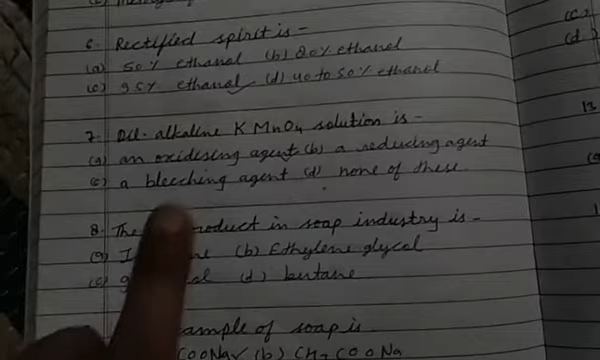 6. Rectified spirit is -
(a) 50% ethanol (b) 20% ethanol
(c) 95% ethanol (d) 40 to 50% ethanol
(c)
(d)
7. Dil. alkaline KMnO4 solution is -
(a) an oxidising agent (b) a reducing agent
(c) a bleeching agent (d) none of these.
13
8. The product in soap industry is -
(a) (b) Ethylene glycol
(c) (d) butane
ample of soap is
COONa (b) CH3COONa